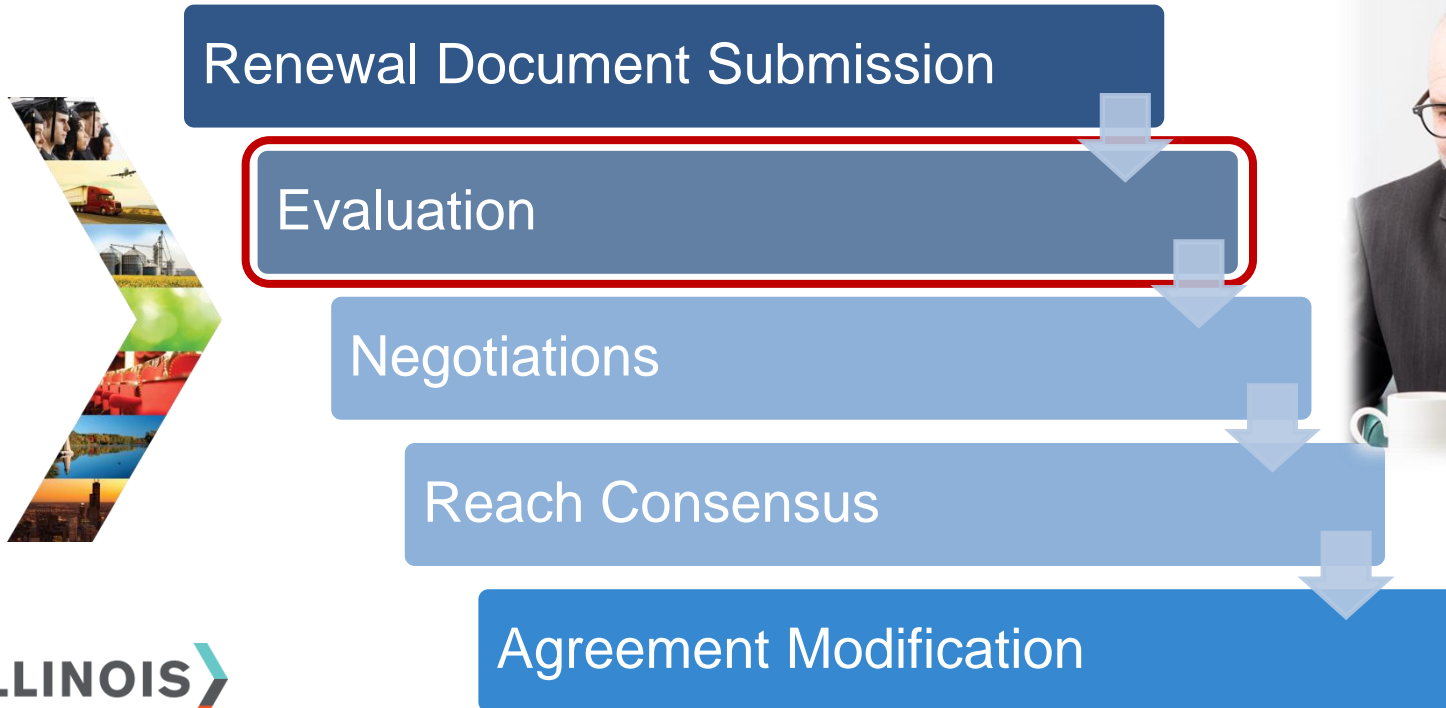 Renewal Document Submission
Evaluation
Negotiations
Reach Consensus
Agreement Modification
LLINOIS